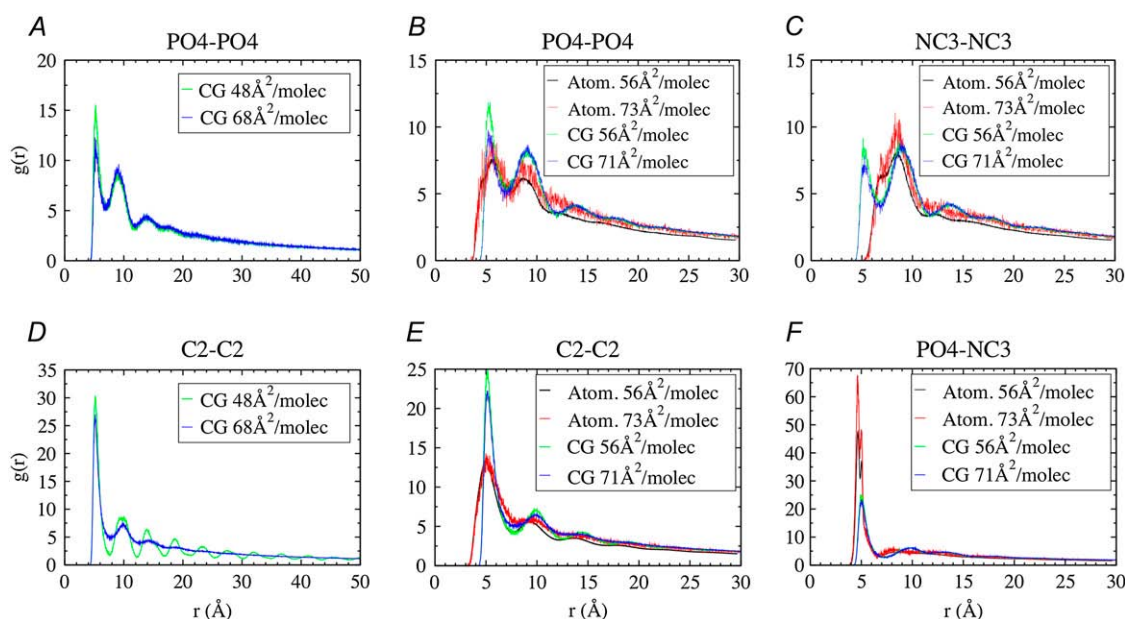 A
PO4-PO4
20
15
10
5
0
g(r)
CG 48Å²/molec
CG 68Å²/molec
0 10 20 30 40 50
B
PO4-PO4
15
10
5
0
Atom. 56Å²/molec
Atom. 73Å²/molec
CG 56Å²/molec
CG 71Å²/molec
0 5 10 15 20 25 30
C
NC3-NC3
15
10
5
0
Atom. 56Å²/molec
Atom. 73Å²/molec
CG 56Å²/molec
CG 71Å²/molec
0 5 10 15 20 25 30
D
C2-C2
35
30
25
20
15
10
5
0
g(r)
CG 48Å²/molec
CG 68Å²/molec
0 10 20 30 40 50
r (Å)
E
C2-C2
25
20
15
10
5
0
Atom. 56Å²/molec
Atom. 73Å²/molec
CG 56Å²/molec
CG 71Å²/molec
0 5 10 15 20 25 30
r (Å)
F
PO4-NC3
70
60
50
40
30
20
10
0
Atom. 56Å²/molec
Atom. 73Å²/molec
CG 56Å²/molec
CG 71Å²/molec
0 5 10 15 20 25 30
r (Å)